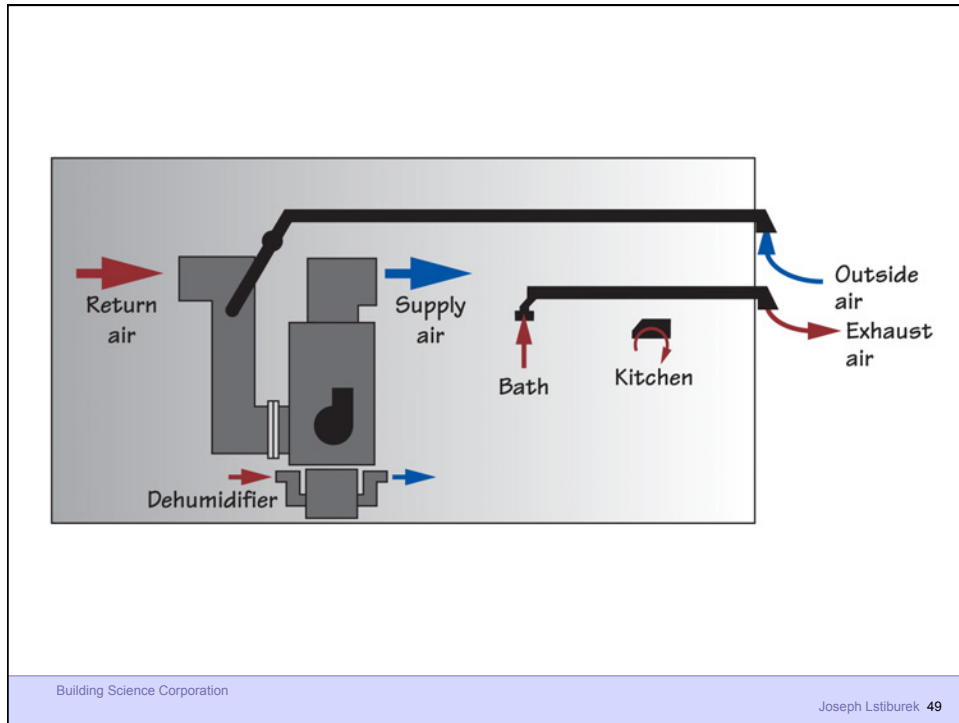 Return
air
Supply
air
Outside
air
Exhaust
air
Bath
Kitchen
Dehumidifier
Building Science Corporation
Joseph Lstiburek 49